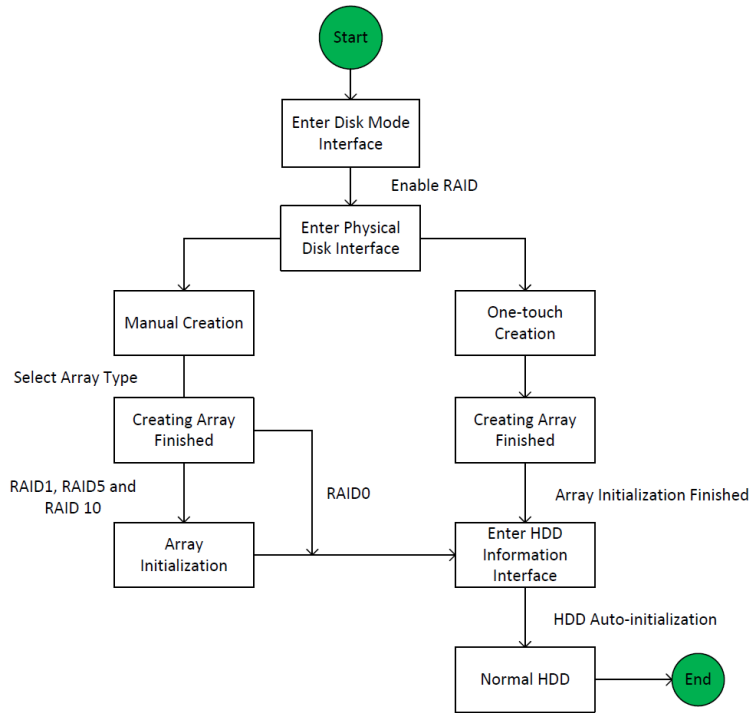 Start
Enter Disk Mode
Interface
Enable RAID
Enter Physical
Disk Interface
Manual Creation
One-touch
Creation
Select Array Type
Creating Array
Finished
Creating Array
Finished
RAID1, RAID5 and
RAID 10
RAID0
Array Initialization Finished
Array
Initialization
Enter HDD
Information
Interface
HDD Auto-initialization
Normal HDD
End